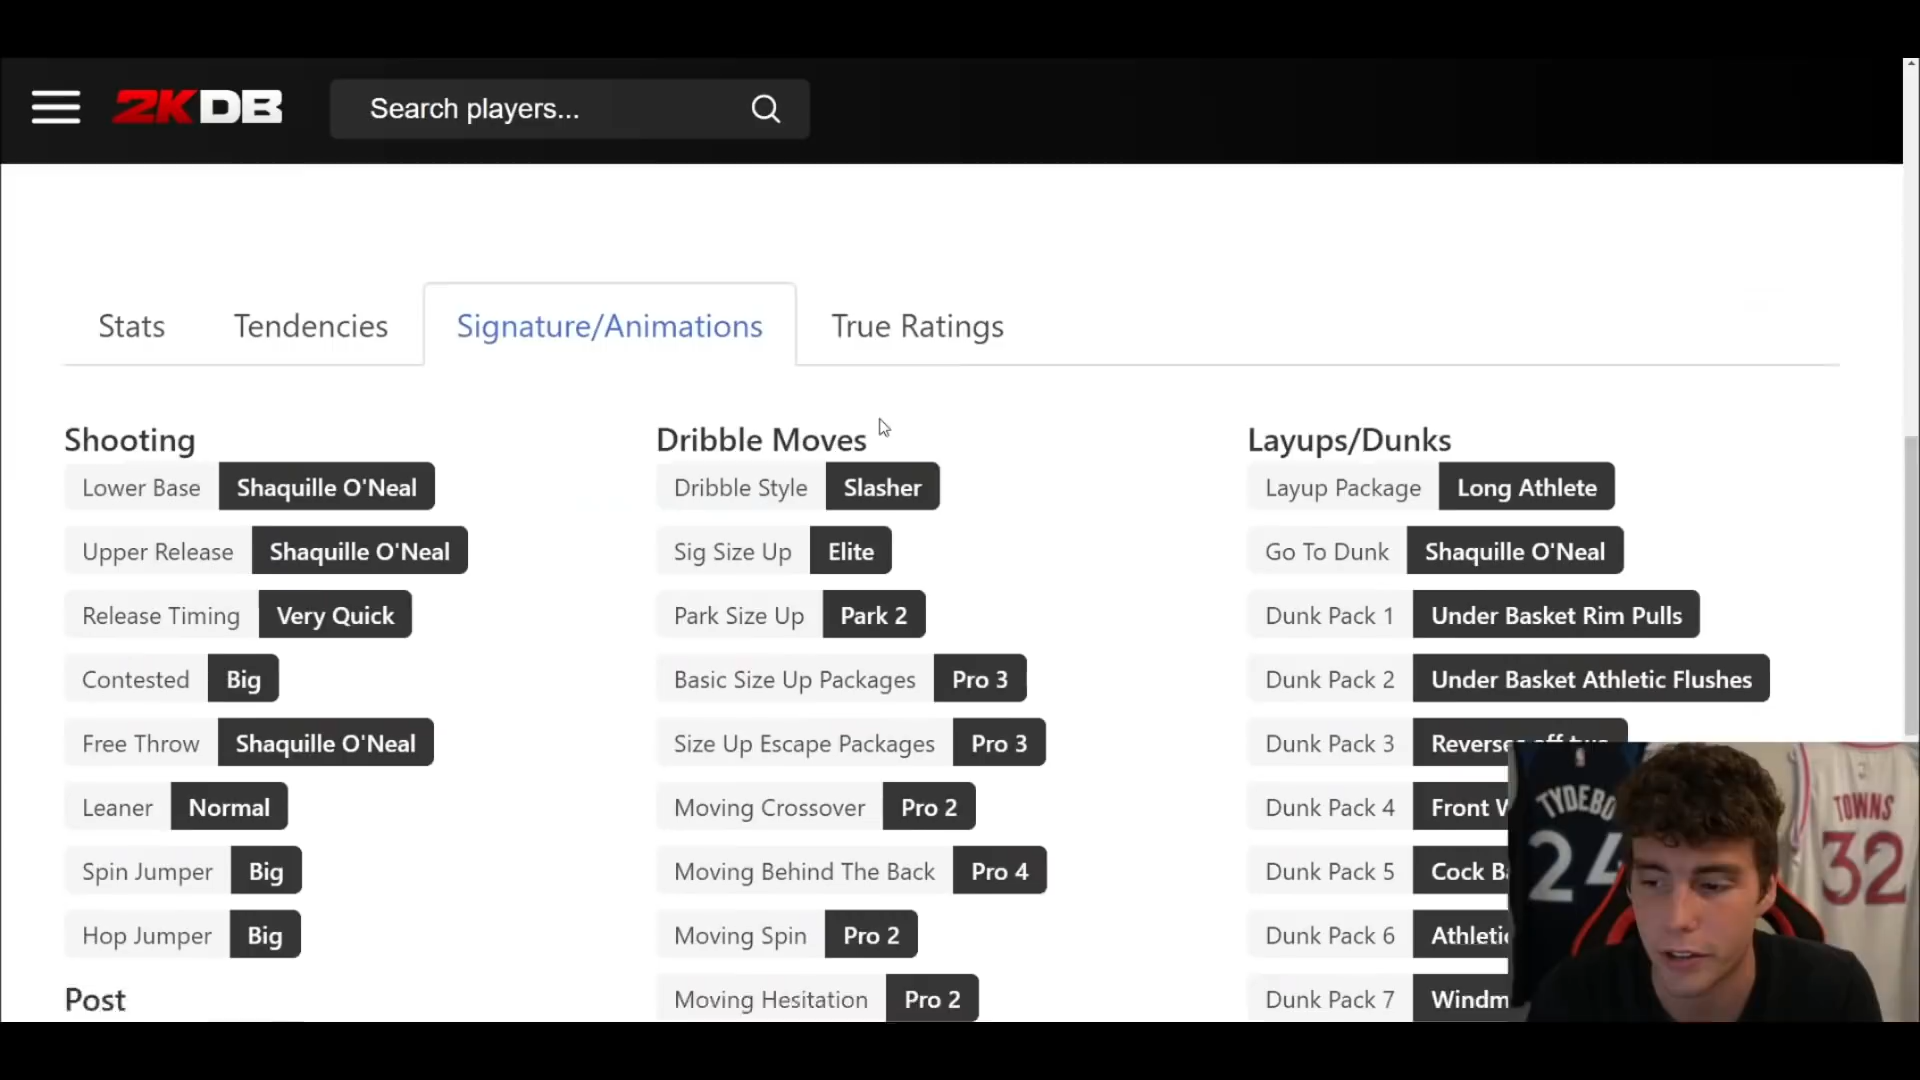 2KDB
Search players...
Stats
Tendencies
Signature/Animations
True Ratings
Shooting
Lower Base Shaquille O'Neal
Upper Release Shaquille O'Neal
Release Timing Very Quick
Contested Big
Free Throw Shaquille O'Neal
Leaner Normal
Spin Jumper Big
Hop Jumper Big
Post
Dribble Moves
Dribble Style Slasher
Sig Size Up Elite
Park Size Up Park 2
Basic Size Up Packages Pro 3
Size Up Escape Packages Pro 3
Moving Crossover Pro 2
Moving Behind The Back Pro 4
Moving Spin Pro 2
Moving Hesitation Pro 2
Layups/Dunks
Layup Package Long Athlete
Go To Dunk Shaquille O'Neal
Dunk Pack 1 Under Basket Rim Pulls
Dunk Pack 2 Under Basket Athletic Flushes
Dunk Pack 3 Reverses off two
Dunk Pack 4 Front
Dunk Pack 5 Cock
Dunk Pack 6
Dunk Pack 7
TYDEBO
24
TOWNS
32